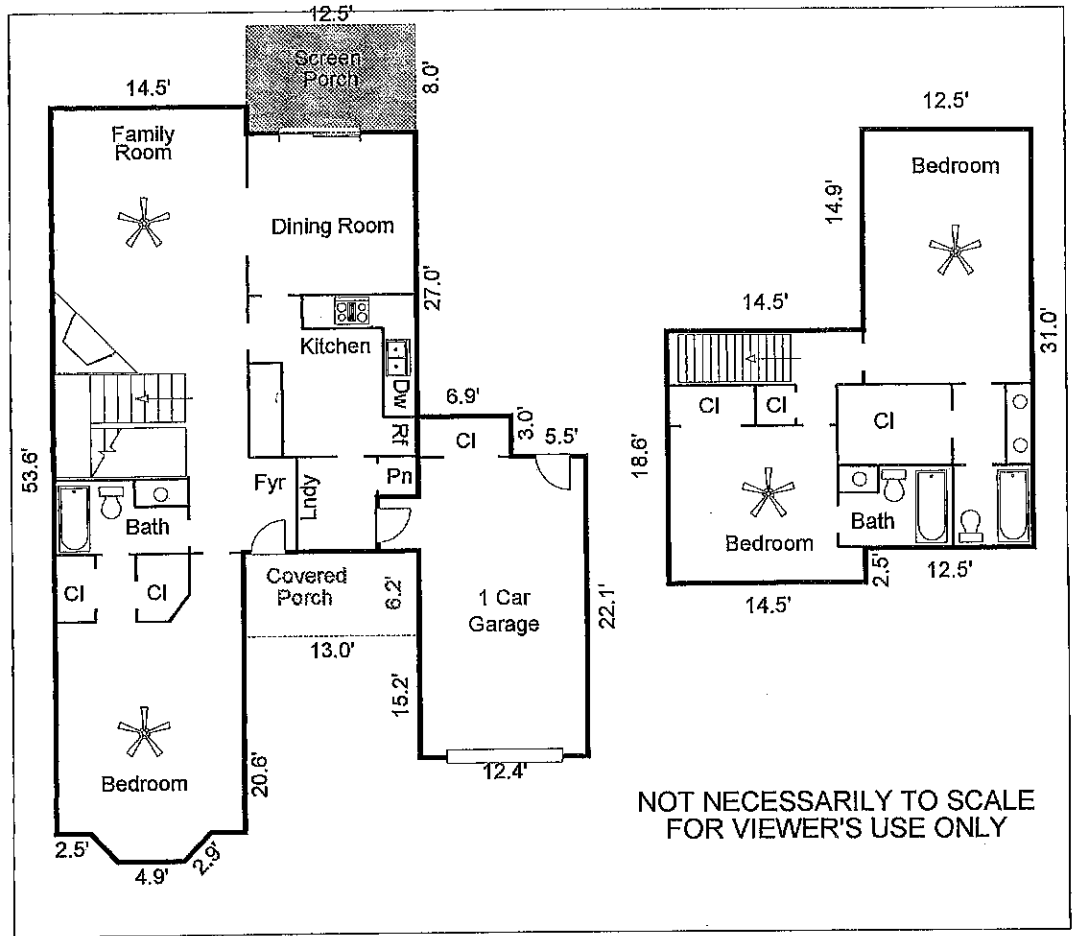 12.5'
Screen
Porch
8.0'
14.5'
Family
Room
Dining Room
27.0'
Kitchen
Dw
Rf
6.9'
3.0'
Cl
5.5'
53.6'
Fyr
Lndy
Pn
Bath
Cl
Cl
Covered
Porch
6.2'
13.0'
1 Car
Garage
22.1'
15.2'
12.4'
Bedroom
20.6'
2.5'
4.9'
2.9'
12.5'
Bedroom
14.9'
14.5'
31.0'
Cl
Cl
Cl
18.6'
Bath
Bedroom
2.5'
12.5'
14.5'
NOT NECESSARILY TO SCALE
FOR VIEWER'S USE ONLY